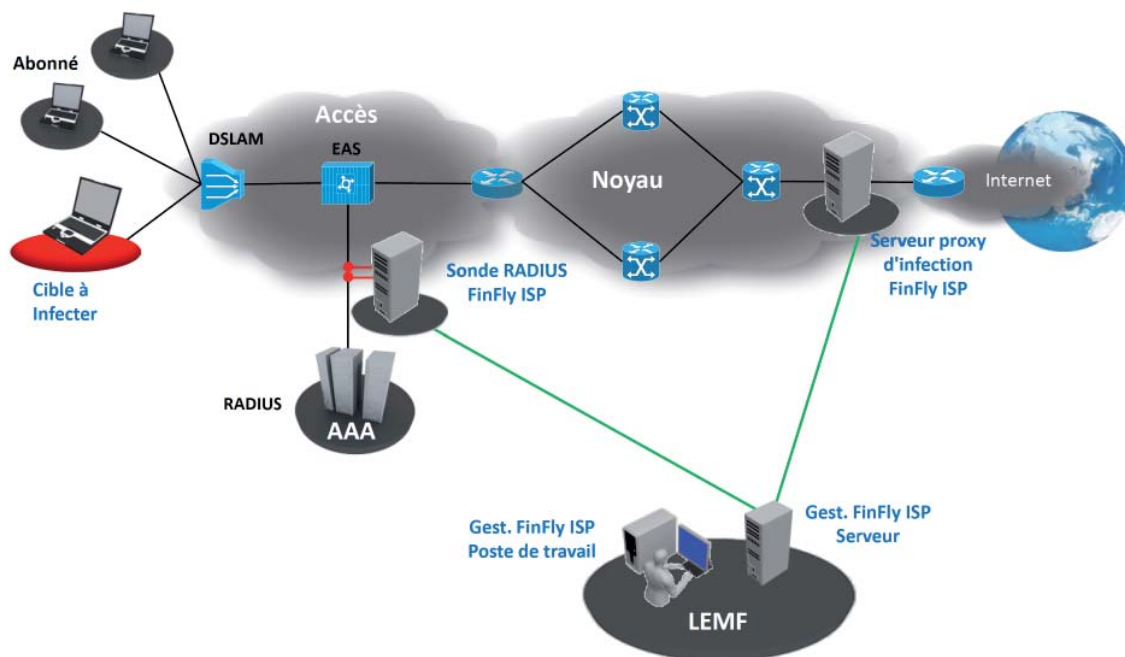 Abonné
Accès
DSLAM
EAS
Noyau
Internet
Cible à
Infecter
Sonde RADIUS
FinFly ISP
Serveur proxy
d'infection
FinFly ISP
RADIUS
AAA
Gest. FinFly ISP
Poste de travail
Gest. FinFly ISP
Serveur
LEMF